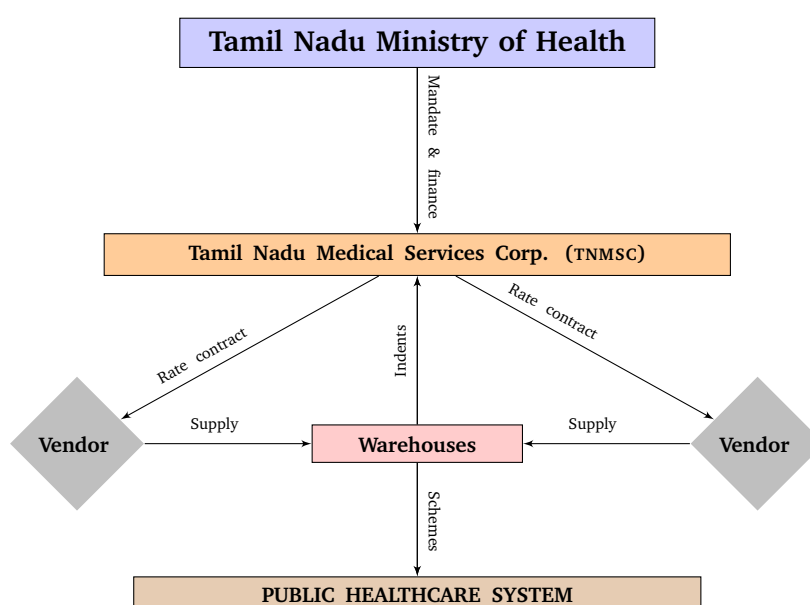 Tamil Nadu Ministry of Health
Mandate & finance
Tamil Nadu Medical Services Corp. (TNMSC)
Rate contract
Indents
Rate contract
Vendor
Supply
Warehouses
Supply
Vendor
Schemes
PUBLIC HEALTHCARE SYSTEM